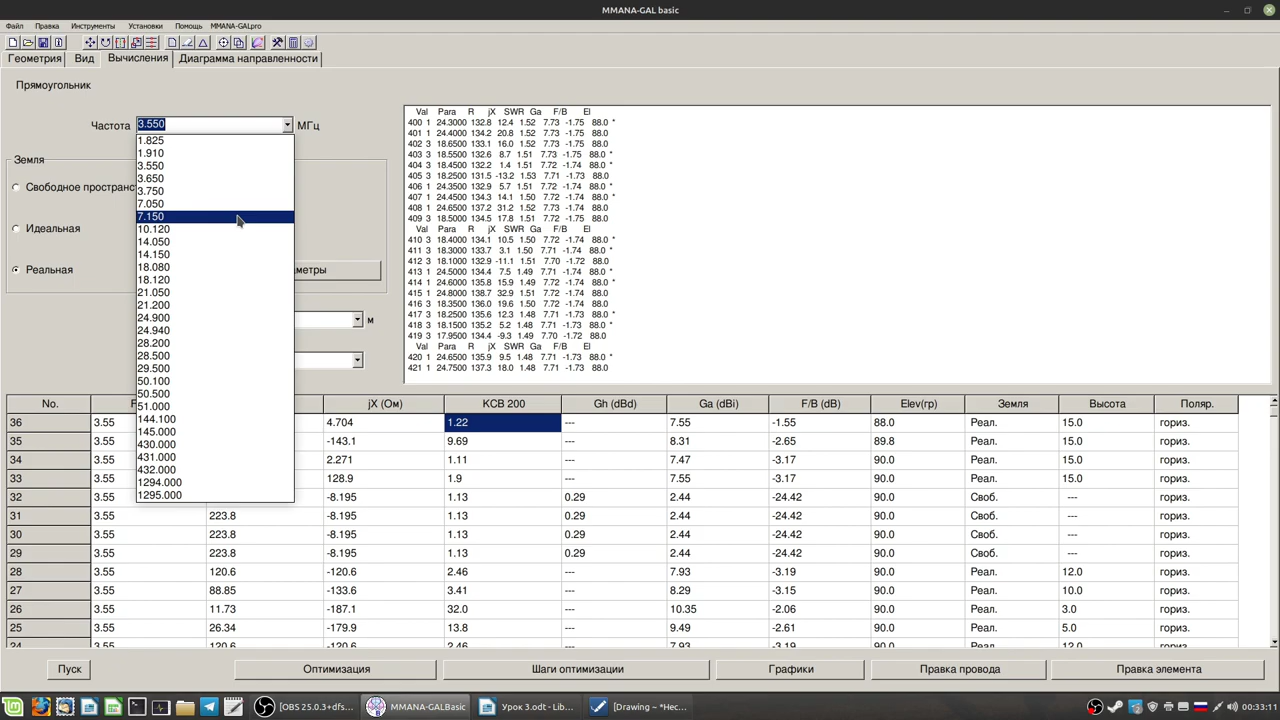 MMANA-GAL basic
Файл Правка Инструменты Установки Помощь MMANA-GALpro
Геометрия Вид Вычисления Диаграмма направленности
Прямоугольник
Частота 3.550 МГц
1.825
1.910
3.550
3.650
3.750
7.050
7.150
10.120
14.050
14.150
18.080
18.120
21.050
21.200
24.900
24.940
28.200
28.500
29.500
50.100
50.500
51.000
144.100
145.000
430.000
431.000
432.000
1294.000
1295.000
Земля
Свободное пространст
Идеальная
Реальная
метры
м
Val Para R jX SWR Ga F/B El
400 1 24.3000 132.8 12.4 1.52 7.73 -1.75 88.0 *
401 1 24.4000 134.2 20.8 1.52 7.73 -1.75 88.0
402 3 18.6500 133.1 16.0 1.52 7.73 -1.75 88.0
403 3 18.5500 132.6 8.7 1.51 7.73 -1.75 88.0 *
404 3 18.4500 132.2 1.4 1.51 7.72 -1.74 88.0 *
405 3 18.2500 131.5 -13.2 1.53 7.71 -1.73 88.0
406 1 24.3500 132.9 5.7 1.51 7.72 -1.74 88.0 *
407 1 24.4500 134.3 14.1 1.50 7.72 -1.74 88.0 *
408 1 24.6500 137.2 31.2 1.52 7.72 -1.74 88.0
409 3 18.5000 134.5 17.8 1.51 7.72 -1.74 88.0
Val Para R jX SWR Ga F/B El
410 3 18.4000 134.1 10.5 1.50 7.72 -1.74 88.0 *
411 3 18.3000 133.7 3.1 1.50 7.71 -1.74 88.0
412 3 18.1000 132.9 -11.1 1.51 7.70 -1.72 88.0
413 1 24.5000 134.4 7.5 1.49 7.71 -1.74 88.0 *
414 1 24.6000 135.8 15.9 1.49 7.72 -1.74 88.0 *
415 1 24.8000 138.7 32.9 1.51 7.72 -1.74 88.0
416 3 18.3500 136.0 19.6 1.50 7.71 -1.74 88.0
417 3 18.2500 135.6 12.3 1.48 7.71 -1.73 88.0 *
418 3 18.1500 135.2 5.2 1.48 7.71 -1.73 88.0 *
419 3 17.9500 134.4 -9.3 1.49 7.70 -1.72 88.0
Val Para R jX SWR Ga F/B El
420 1 24.6500 135.9 9.5 1.48 7.71 -1.73 88.0 *
421 1 24.7500 137.3 18.0 1.48 7.71 -1.73 88.0
No. F jX (Ом) КСВ 200 Gh (dBd) Ga (dBi) F/B (dB) Elev(гр) Земля Высота Поляр.
36 3.55 4.704 1.22 --- 7.55 -1.55 88.0 Реал. 15.0 гориз.
35 3.55 -143.1 9.69 --- 8.31 -2.65 89.8 Реал. 15.0 гориз.
34 3.55 2.271 1.11 --- 7.47 -3.17 90.0 Реал. 15.0 гориз.
33 3.55 128.9 1.9 --- 7.55 -3.17 90.0 Реал. 15.0 гориз.
32 3.55 -8.195 1.13 0.29 2.44 -24.42 90.0 Своб. --- гориз.
31 3.55 223.8 -8.195 1.13 0.29 2.44 -24.42 90.0 Своб. --- гориз.
30 3.55 223.8 -8.195 1.13 0.29 2.44 -24.42 90.0 Своб. --- гориз.
29 3.55 223.8 -8.195 1.13 0.29 2.44 -24.42 90.0 Своб. --- гориз.
28 3.55 120.6 -120.6 2.46 --- 7.93 -3.19 90.0 Реал. 12.0 гориз.
27 3.55 88.85 -133.6 3.41 --- 8.29 -3.15 90.0 Реал. 10.0 гориз.
26 3.55 11.73 -187.1 32.0 --- 10.35 -2.06 90.0 Реал. 3.0 гориз.
25 3.55 26.34 -179.9 13.8 --- 9.49 -2.61 90.0 Реал. 5.0 гориз.
24 3.55 120.6 -120.6 2.46 --- 7.93 -3.19 90.0 Реал. 12.0 гориз.
Пуск Оптимизация Шаги оптимизации Графики Правка провода Правка элемента
[OBS 25.0.3+dfs... MMANA-GALBasic Урок 3.odt - Lib... [Drawing ~ *Нес... 00:33:11